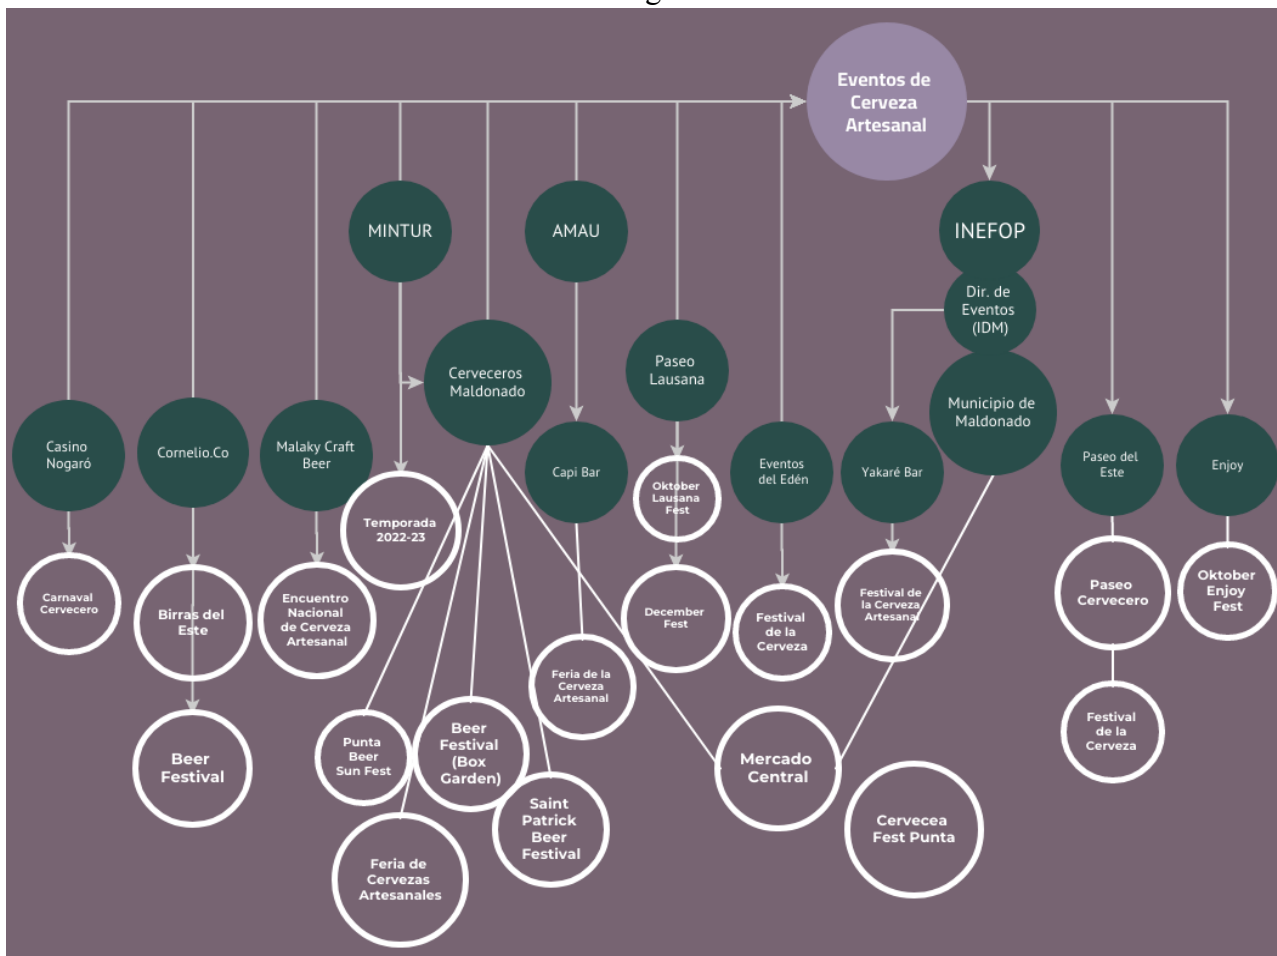 Eventos de
Cerveza
Artesanal
MINTUR
AMAU
INEFOP
Dir. de
Eventos
(IDM)
Cerveceros
Maldonado
Paseo
Lausana
Municipio de
Maldonado
Casino
Nogaró
Cornelio.Co
Malaky Craft
Beer
Capi Bar
Eventos
del Edén
Yakaré Bar
Paseo del
Este
Enjoy
Oktober
Lausana
Fest
Temporada
2022-23
Carnaval
Cervecero
Birras del
Este
Encuentro
Nacional
de Cerveza
Artesanal
December
Fest
Festival
de la
Cerveza
Festival de
la Cerveza
Artesanal
Paseo
Cervecero
Oktober
Enjoy
Fest
Feria de la
Cerveza
Artesanal
Beer
Festival
Punta
Beer
Sun Fest
Beer
Festival
(Box
Garden)
Mercado
Central
Festival
de la
Cerveza
Saint
Patrick
Beer
Festival
Cervecea
Fest Punta
Feria de
Cervezas
Artesanales